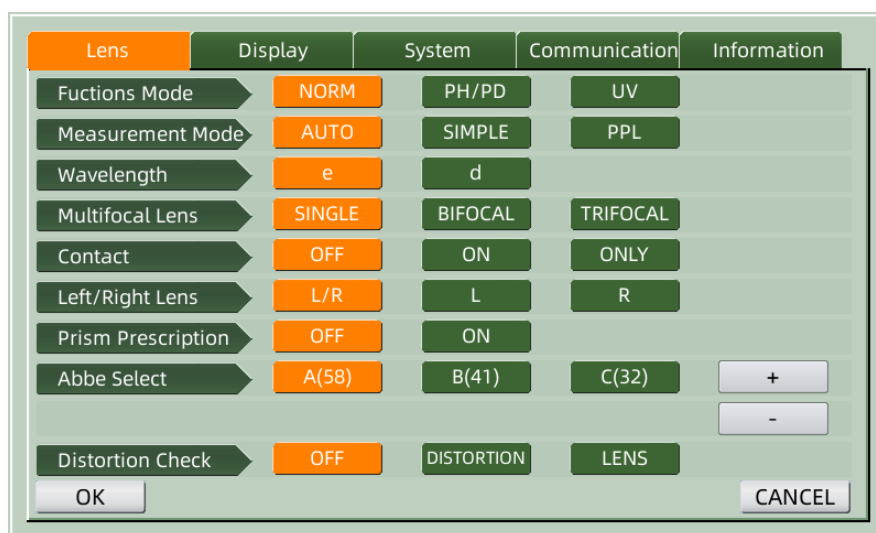 Lens Display System Communication Information
Fuctions Mode NORM PH/PD UV
Measurement Mode AUTO SIMPLE PPL
Wavelength e d
Multifocal Lens SINGLE BIFOCAL TRIFOCAL
Contact OFF ON ONLY
Left/Right Lens L/R L R
Prism Prescription OFF ON
Abbe Select A(58) B(41) C(32) +
-
Distortion Check OFF DISTORTION LENS
OK CANCEL